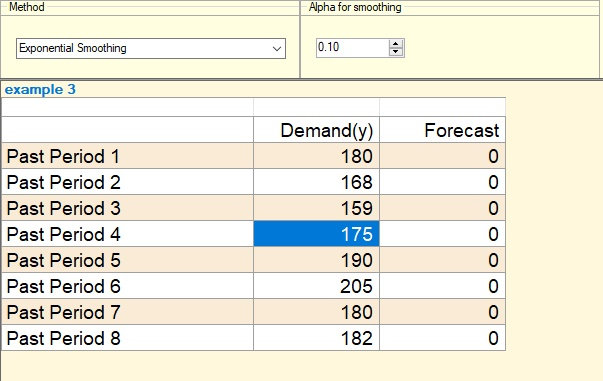 Method Alpha for smoothing
Exponential Smoothing 0.10
example 3
Demand(y) Forecast
Past Period 1 180 0
Past Period 2 168 0
Past Period 3 159 0
Past Period 4 175 0
Past Period 5 190 0
Past Period 6 205 0
Past Period 7 180 0
Past Period 8 182 0